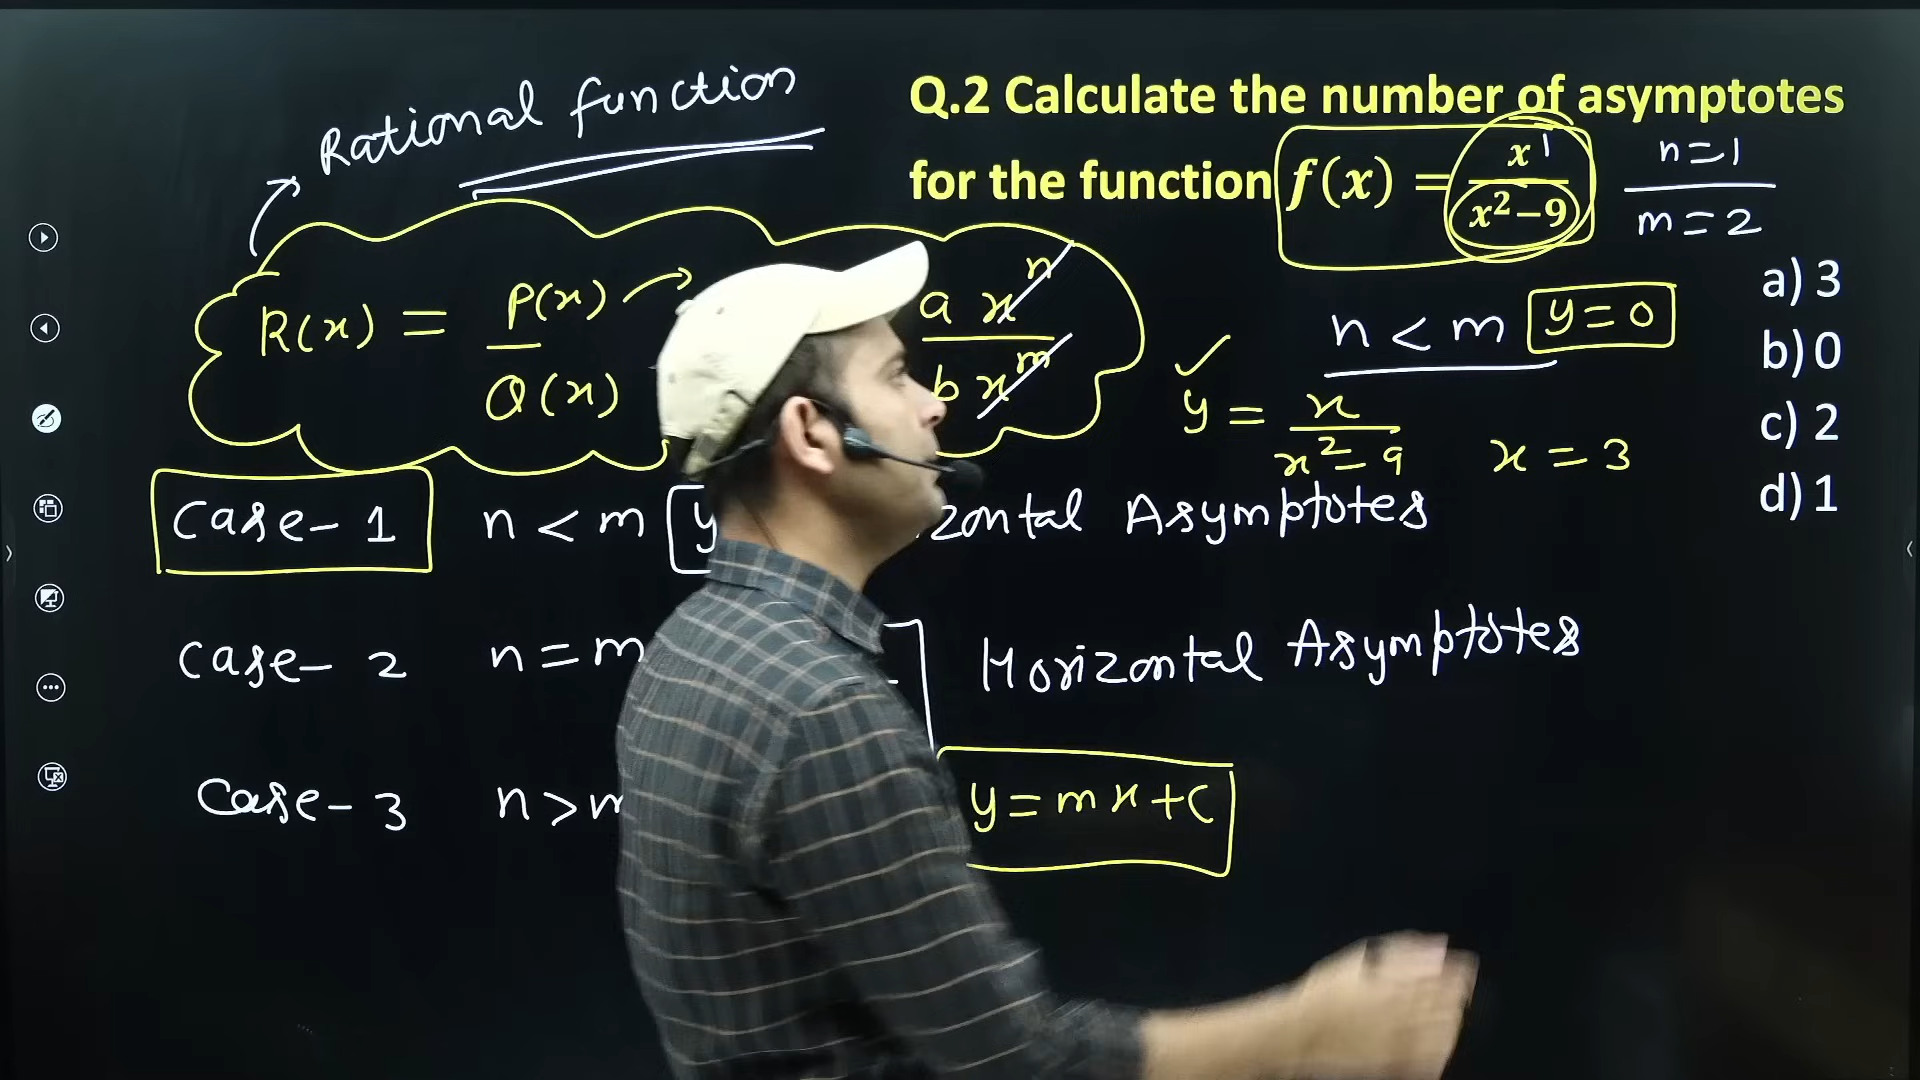 Rational function
Q.2 Calculate the number of asymptotes
for the function f(x) = x¹/x²−9
n=1
m=2
R(x) = P(x)/Q(x)
a xⁿ/b xᵐ
n < m y=0
y = x/x²−9 x = 3
a) 3
b) 0
c) 2
d) 1
Case-1 n < m y Asymptotes
Case-2 n = m Horizontal Asymptotes
Case-3 n > m y = mx+c